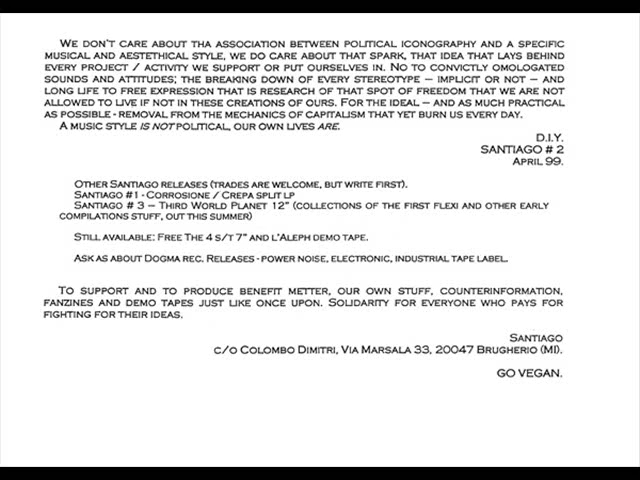 WE DON'T CARE ABOUT THA ASSOCIATION BETWEEN POLITICAL ICONOGRAPHY AND A SPECIFIC
MUSICAL AND AESTETHICAL STYLE, WE DO CARE ABOUT THAT SPARK, THAT IDEA THAT LAYS BEHIND
EVERY PROJECT / ACTIVITY WE SUPPORT OR PUT OURSELVES IN. NO TO CONVICTLY OMOLOGATED
SOUNDS AND ATTITUDES; THE BREAKING DOWN OF EVERY STEREOTYPE – IMPLICIT OR NOT – AND
LONG LIFE TO FREE EXPRESSION THAT IS RESEARCH OF THAT SPOT OF FREEDOM THAT WE ARE NOT
ALLOWED TO LIVE IF NOT IN THESE CREATIONS OF OURS. FOR THE IDEAL – AND AS MUCH PRACTICAL
AS POSSIBLE - REMOVAL FROM THE MECHANICS OF CAPITALISM THAT YET BURN US EVERY DAY.
A MUSIC STYLE IS NOT POLITICAL, OUR OWN LIVES ARE.
D.I.Y.
SANTIAGO # 2
APRIL 99.
OTHER SANTIAGO RELEASES (TRADES ARE WELCOME, BUT WRITE FIRST).
SANTIAGO #1 - CORROSIONE / CREPA SPLIT LP
SANTIAGO # 3 – THIRD WORLD PLANET 12" (COLLECTIONS OF THE FIRST FLEXI AND OTHER EARLY
COMPILATIONS STUFF, OUT THIS SUMMER)
STILL AVAILABLE: FREE THE 4 S/T 7" AND L'ALEPH DEMO TAPE.
ASK AS ABOUT DOGMA REC. RELEASES - POWER NOISE, ELECTRONIC, INDUSTRIAL TAPE LABEL.
TO SUPPORT AND TO PRODUCE BENEFIT METTER, OUR OWN STUFF, COUNTERINFORMATION,
FANZINES AND DEMO TAPES JUST LIKE ONCE UPON. SOLIDARITY FOR EVERYONE WHO PAYS FOR
FIGHTING FOR THEIR IDEAS.
SANTIAGO
C/O COLOMBO DIMITRI, VIA MARSALA 33, 20047 BRUGHERIO (MI).
GO VEGAN.